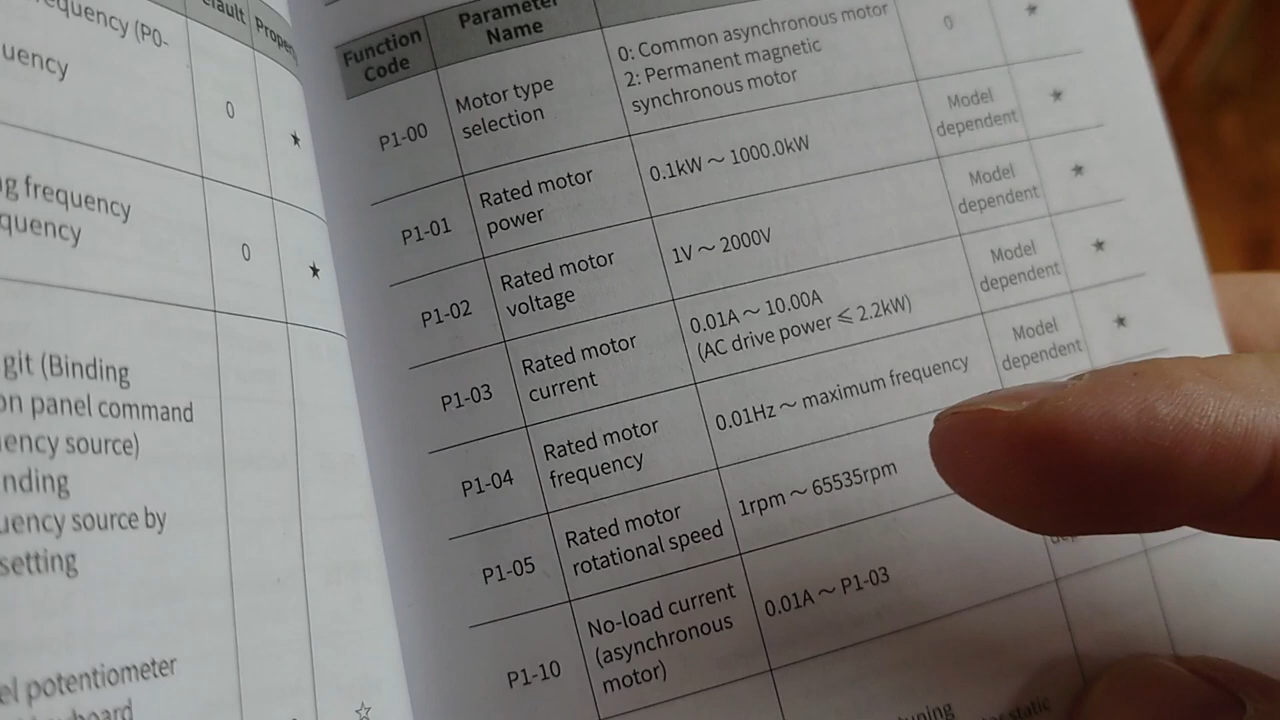 equency (P0-
uency
efault
Proper
0
★
g frequency
quency
0
★
git (Binding
on panel command
ency source)
nding
uency source by
setting
el potentiometer
☆
Function
Code
Parameter
Name
P1-00
Motor type
selection
0: Common asynchronous motor
2: Permanent magnetic
synchronous motor
0
★
P1-01
Rated motor
power
0.1kW ~ 1000.0kW
Model
dependent
★
P1-02
Rated motor
voltage
1V ~ 2000V
Model
dependent
★
P1-03
Rated motor
current
0.01A ~ 10.00A
(AC drive power ⩽ 2.2kW)
Model
dependent
★
P1-04
Rated motor
frequency
0.01Hz ~ maximum frequency
Model
dependent
★
P1-05
Rated motor
rotational speed
1rpm ~ 65535rpm
P1-10
No-load current
(asynchronous
motor)
0.01A ~ P1-03
static